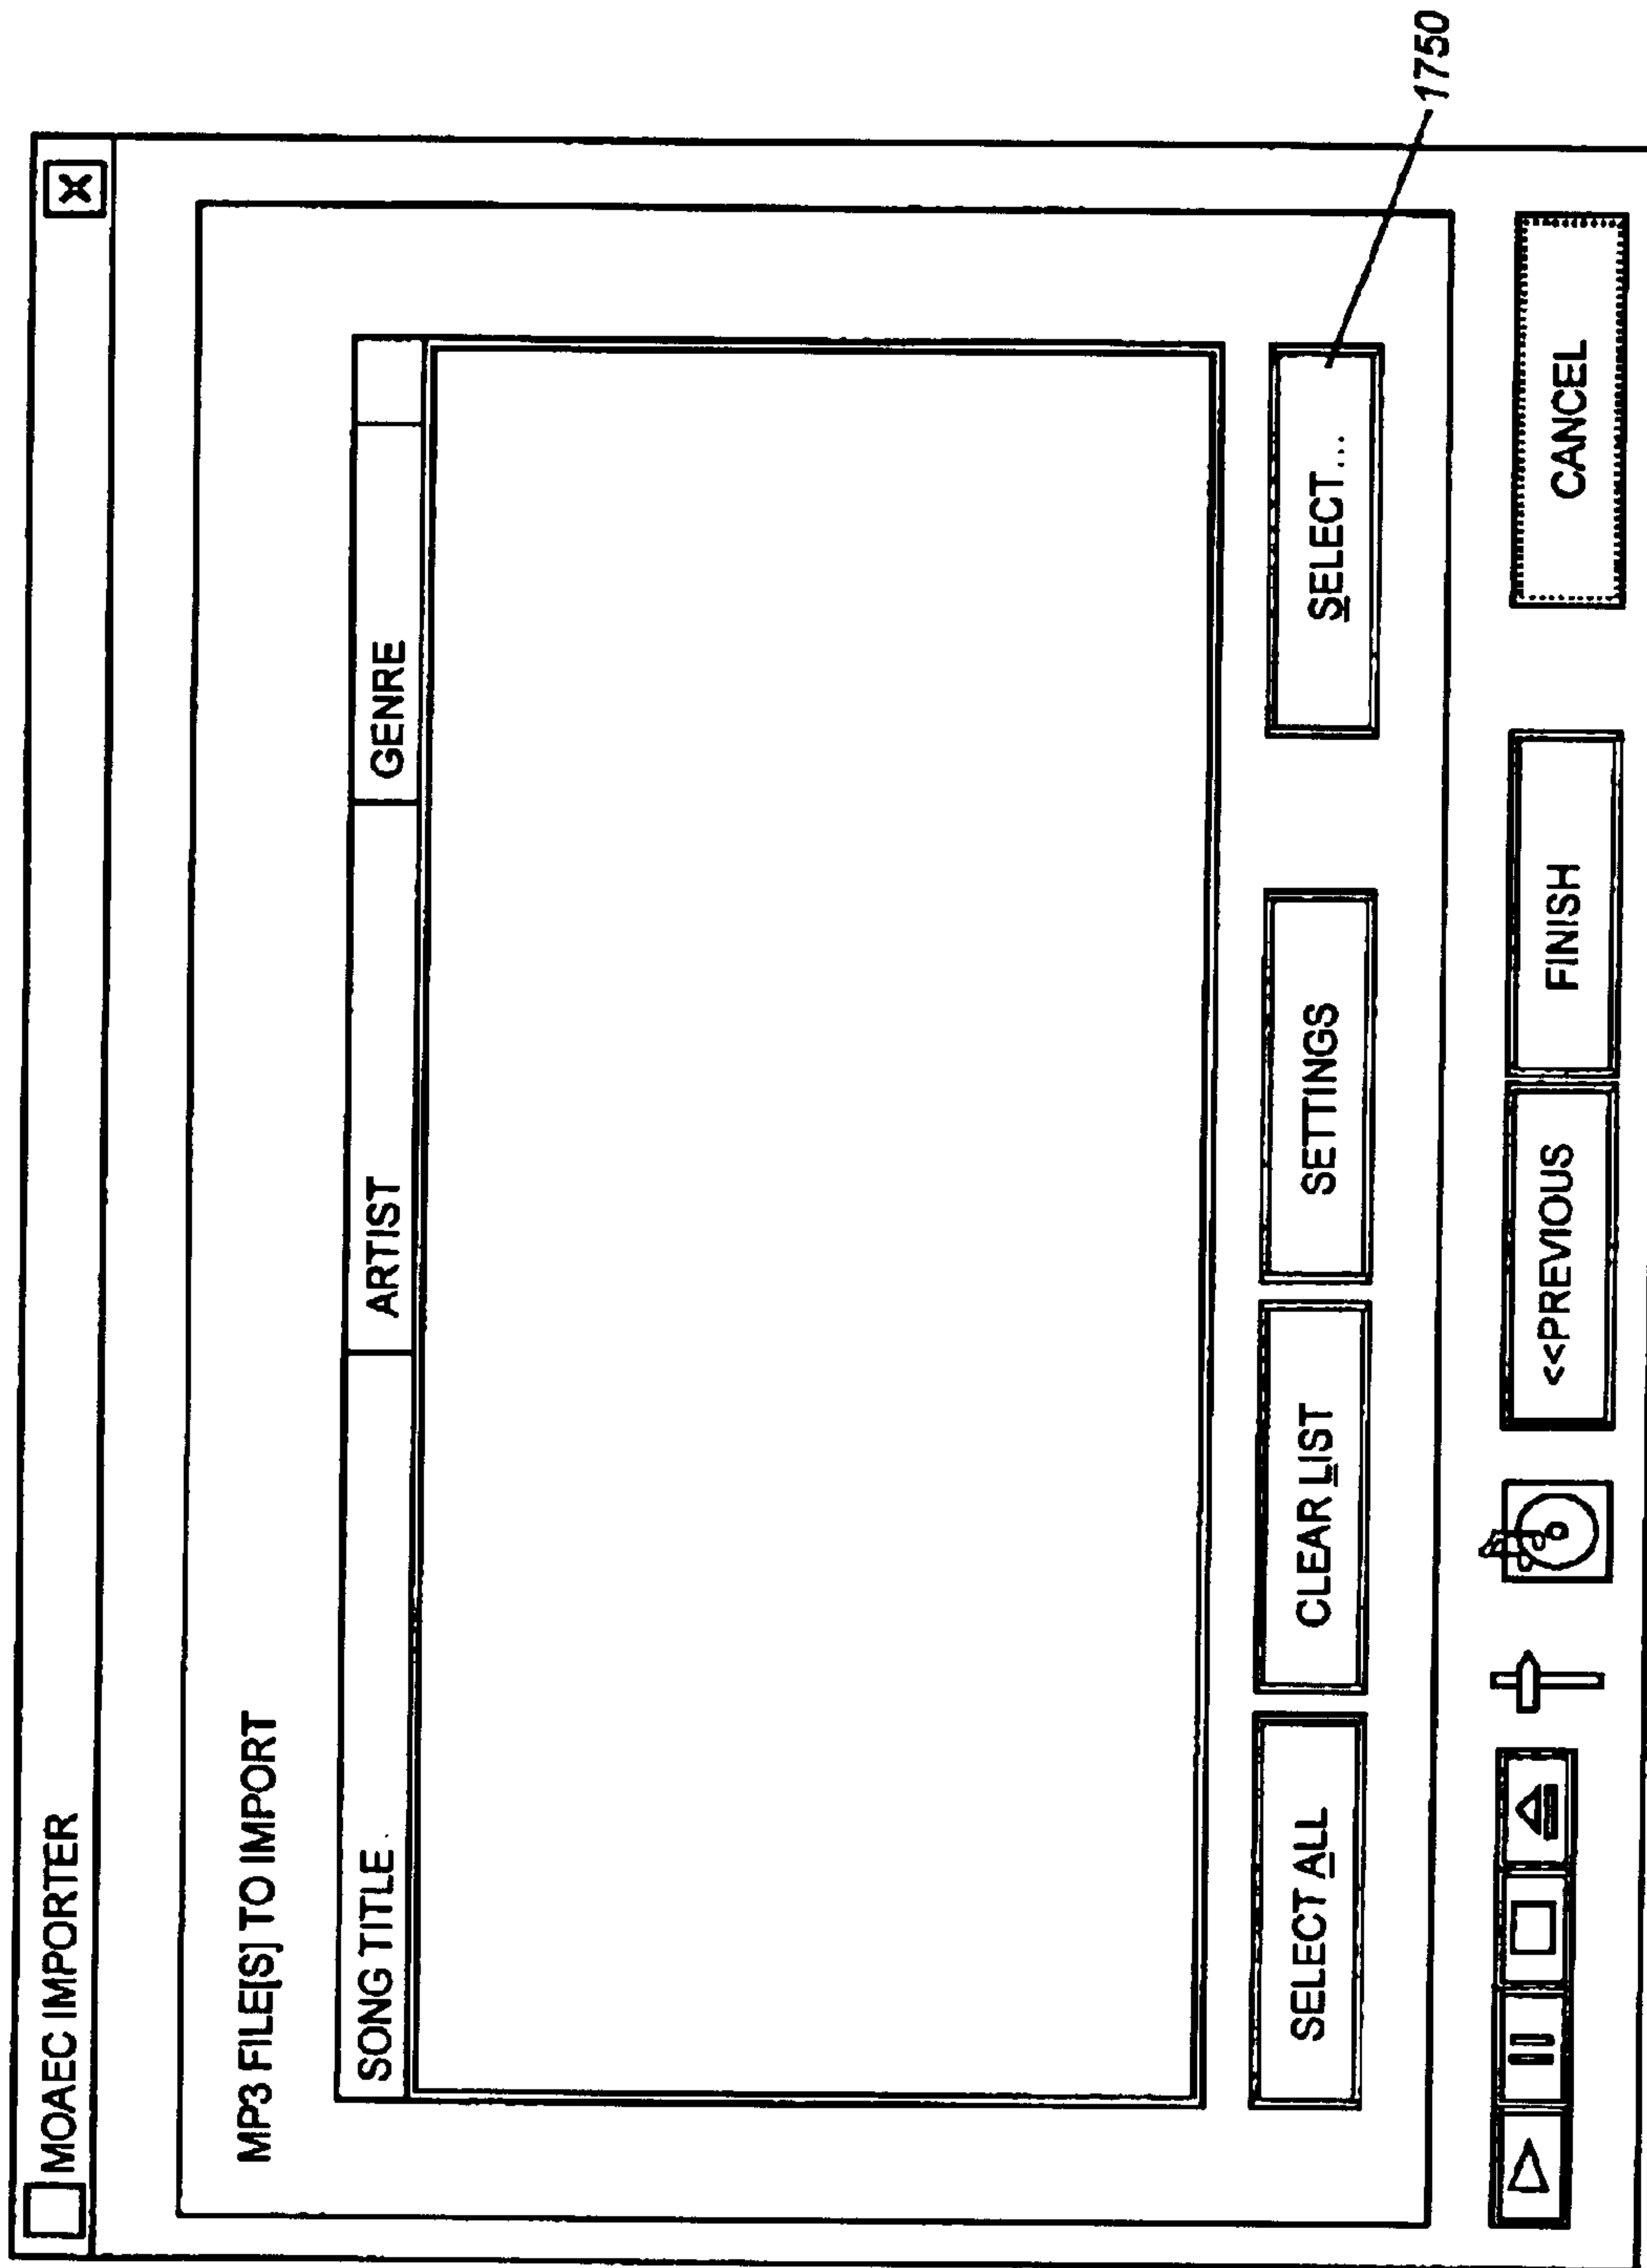 MOAEC IMPORTER X
MP3 FILE[S] TO IMPORT
SONG TITLE ARTIST GENRE
SELECT ALL CLEAR LIST SETTINGS SELECT...
1750
<<PREVIOUS FINISH CANCEL